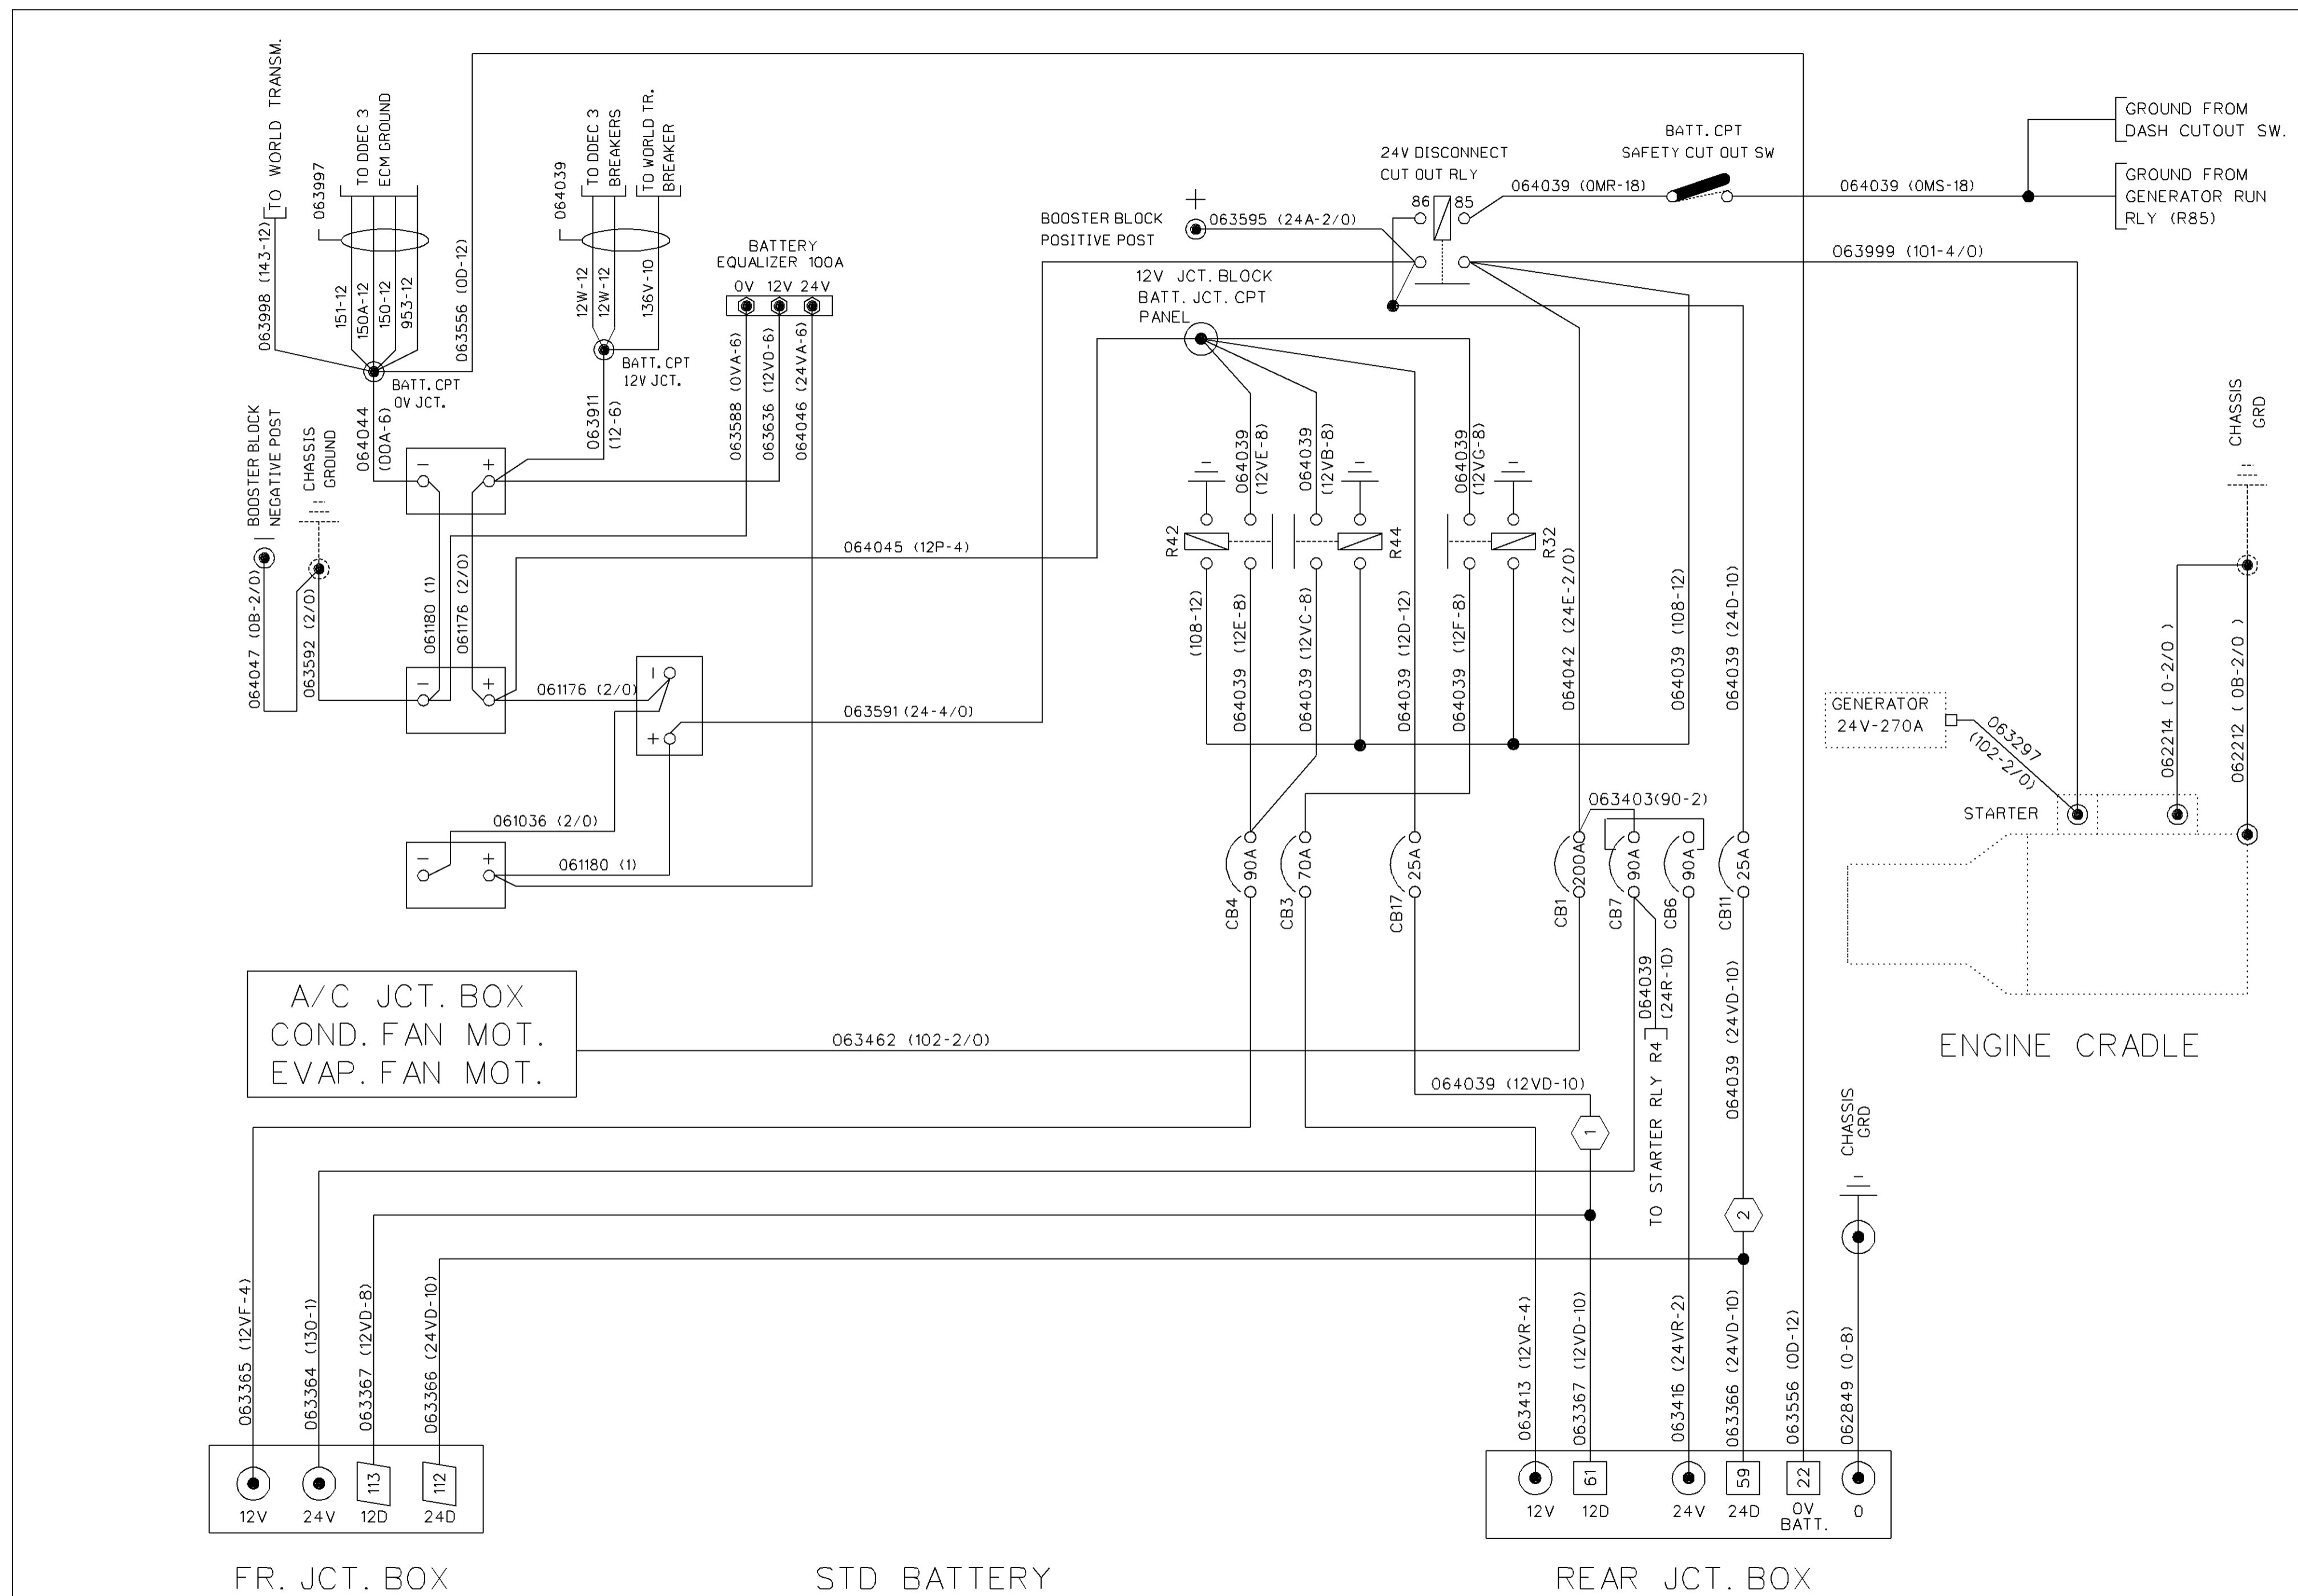 TO WORLD TRANSM.
063998 (143-12)
063997
TO DDEC 3
ECM GROUND
151-12
150A-12
150-12
953-12
063556 (0D-12)
BATT. CPT
0V JCT.
064039
TO DDEC 3
BREAKERS
TO WORLD TR.
BREAKER
12W-12
12W-12
136V-10
BATT. CPT
12V JCT.
BATTERY
EQUALIZER 100A
0V 12V 24V
063588 (0VA-6)
063636 (12VD-6)
064046 (24VA-6)
BOOSTER BLOCK
NEGATIVE POST
CHASSIS
GROUND
064044
(00A-6)
063911
(12-6)
- +
064047 (0B-2/0)
063592 (2/0)
061180 (1)
061176 (2/0)
- +
061176 (2/0)
-
+
061036 (2/0)
- +
061180 (1)
064045 (12P-4)
063591 (24-4/0)
BOOSTER BLOCK
POSITIVE POST
+
063595 (24A-2/0)
12V JCT. BLOCK
BATT. JCT. CPT
PANEL
24V DISCONNECT
CUT OUT RLY
86 85
064039 (0MR-18)
BATT. CPT
SAFETY CUT OUT SW
064039 (0MS-18)
GROUND FROM
DASH CUTOUT SW.
GROUND FROM
GENERATOR RUN
RLY (R85)
063999 (101-4/0)
064039
(12VE-8)
064039
(12VB-8)
064039
(12VG-8)
R42
R44
R32
(108-12)
064039 (12E-8)
064039 (12VC-8)
064039 (12D-12)
064039 (12F-8)
064042 (24E-2/0)
064039 (108-12)
064039 (24D-10)
063403(90-2)
90A
CB4
70A
CB3
25A
CB17
200A
CB1
90A
CB7
90A
CB6
25A
CB11
CHASSIS
GRD
062214 ( 0-2/0 )
062212 ( 0B-2/0 )
GENERATOR
24V-270A
063297
(102-2/0)
STARTER
ENGINE CRADLE
A/C JCT. BOX
COND. FAN MOT.
EVAP. FAN MOT.
063462 (102-2/0)
064039
(24R-10)
TO STARTER RLY R4
064039 (24VD-10)
064039 (12VD-10)
1
2
CHASSIS
GRD
063365 (12VF-4)
063364 (130-1)
063367 (12VD-8)
063366 (24VD-10)
113
112
12V 24V 12D 24D
FR. JCT. BOX
STD BATTERY
063413 (12VR-4)
063367 (12VD-10)
063416 (24VR-2)
063366 (24VD-10)
063556 (0D-12)
062849 (0-8)
61
59
22
12V 12D 24V 24D 0V 0
BATT.
REAR JCT. BOX